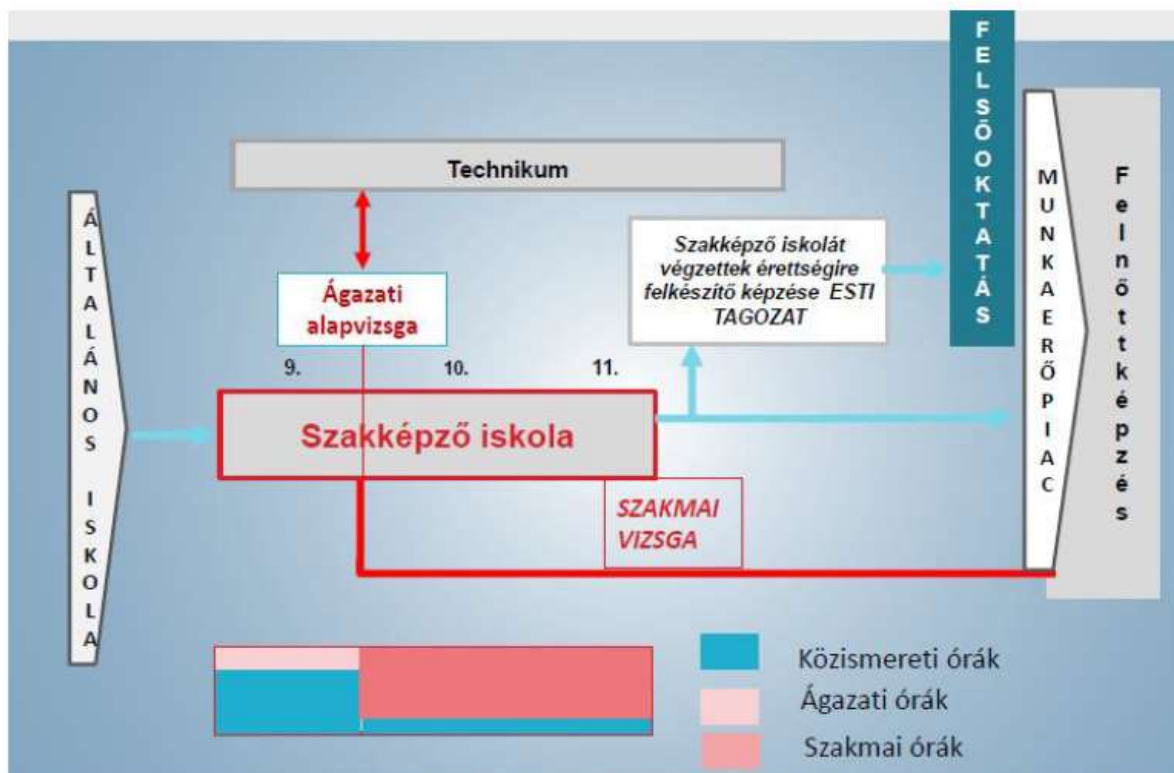 FELSŐOKTATÁS
Technikum
ÁLTALÁNOS ISKOLA
MUNKAERŐPIAC
Felnőttképzés
Szakképző iskolát
végzettek érettségire
felkészítő képzése ESTI
TAGOZAT
Ágazati
alapvizsga
9. 10. 11.
Szakképző iskola
SZAKMAI
VIZSGA
Közismereti órák
Ágazati órák
Szakmai órák